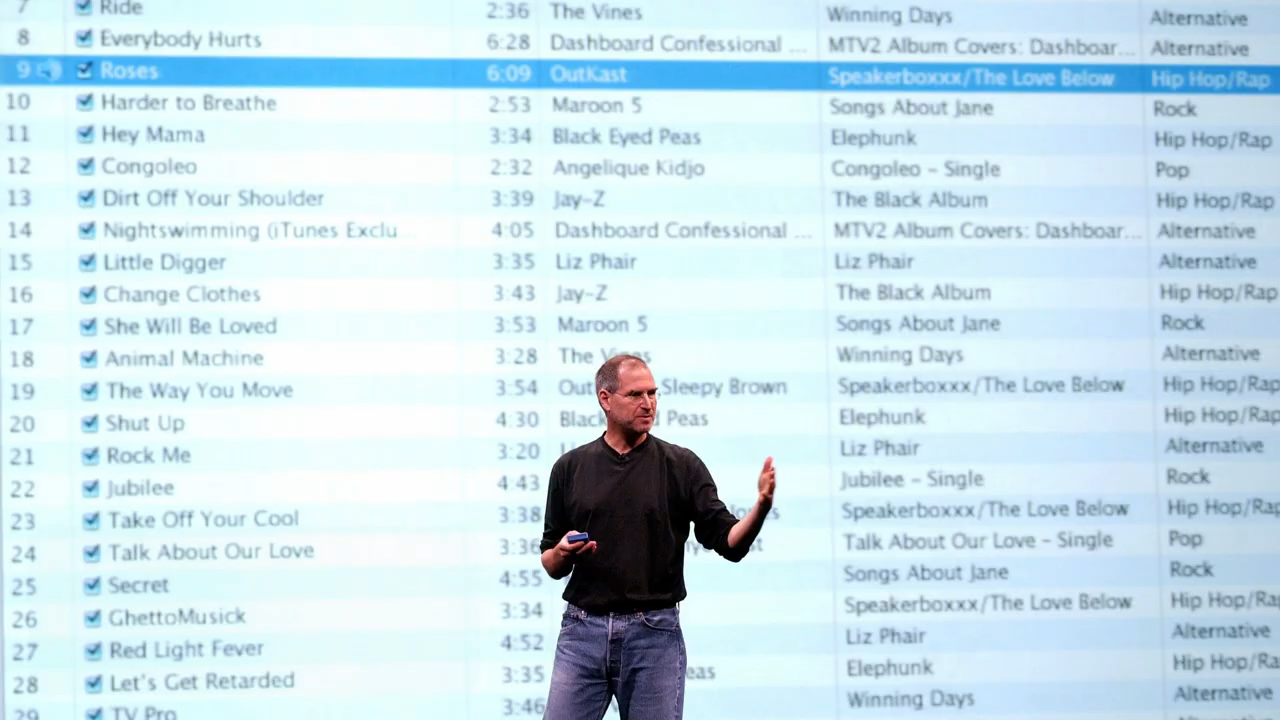 7 Ride 2:36 The Vines Winning Days Alternative
8 Everybody Hurts 6:28 Dashboard Confessional ... MTV2 Album Covers: Dashboar... Alternative
9 Roses 6:09 OutKast Speakerboxxx/The Love Below Hip Hop/Rap
10 Harder to Breathe 2:53 Maroon 5 Songs About Jane Rock
11 Hey Mama 3:34 Black Eyed Peas Elephunk Hip Hop/Rap
12 Congoleo 2:32 Angelique Kidjo Congoleo – Single Pop
13 Dirt Off Your Shoulder 3:39 Jay-Z The Black Album Hip Hop/Rap
14 Nightswimming (iTunes Exclu... 4:05 Dashboard Confessional ... MTV2 Album Covers: Dashboar... Alternative
15 Little Digger 3:35 Liz Phair Liz Phair Alternative
16 Change Clothes 3:43 Jay-Z The Black Album Hip Hop/Rap
17 She Will Be Loved 3:53 Maroon 5 Songs About Jane Rock
18 Animal Machine 3:28 The Vines Winning Days Alternative
19 The Way You Move 3:54 Out Sleepy Brown Speakerboxxx/The Love Below Hip Hop/Rap
20 Shut Up 4:30 Black Peas Elephunk Hip Hop/Rap
21 Rock Me 3:20 Liz Phair Alternative
22 Jubilee 4:43 Jubilee – Single Rock
23 Take Off Your Cool 3:38 Speakerboxxx/The Love Below Hip Hop/Rap
24 Talk About Our Love 3:36 Talk About Our Love – Single Pop
25 Secret 4:55 Songs About Jane Rock
26 GhettoMusick 3:34 Speakerboxxx/The Love Below Hip Hop/Rap
27 Red Light Fever 4:52 Liz Phair Alternative
28 Let's Get Retarded 3:35 eas Elephunk Hip Hop/Ra
29 TV Pro 3:46 Winning Days Alternative